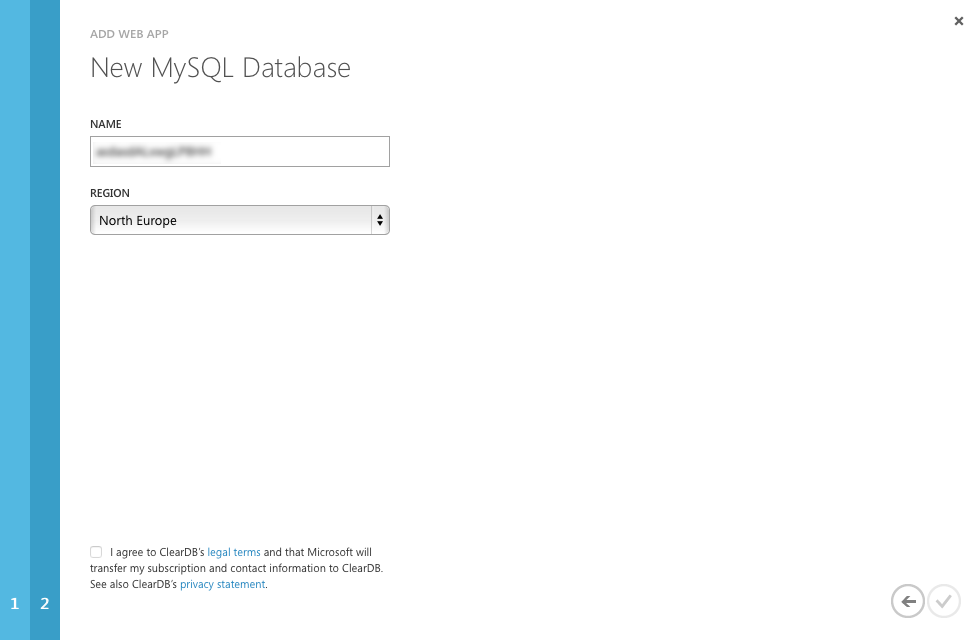 ADD WEB APP
New MySQL Database
NAME
REGION
North Europe
I agree to ClearDB's legal terms and that Microsoft will
transfer my subscription and contact information to ClearDB.
See also ClearDB's privacy statement.
1 2